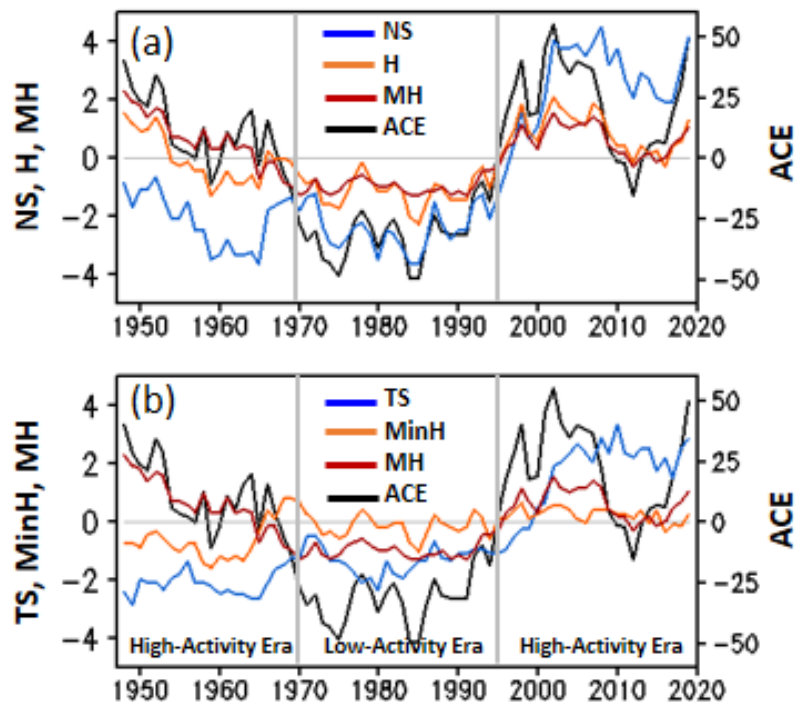 (a)
NS
H
MH
ACE
NS, H, MH
4
2
0
−2
−4
50
25
0
−25
−50
ACE
1950 1960 1970 1980 1990 2000 2010 2020
(b)
TS
MinH
MH
ACE
TS, MinH, MH
4
2
0
−2
−4
50
25
0
−25
−50
ACE
High-Activity Era Low-Activity Era High-Activity Era
1950 1960 1970 1980 1990 2000 2010 2020